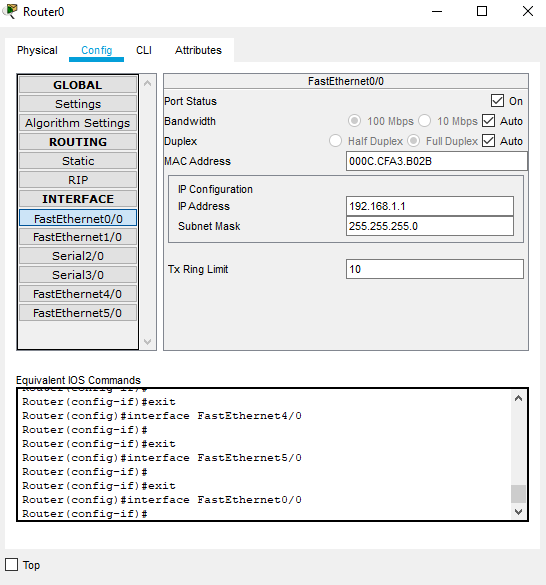 Router0
Physical Config CLI Attributes
GLOBAL
Settings
Algorithm Settings
ROUTING
Static
RIP
INTERFACE
FastEthernet0/0
FastEthernet1/0
Serial2/0
Serial3/0
FastEthernet4/0
FastEthernet5/0
FastEthernet0/0
Port Status On
Bandwidth 100 Mbps 10 Mbps Auto
Duplex Half Duplex Full Duplex Auto
MAC Address 000C.CFA3.B02B
IP Configuration
IP Address 192.168.1.1
Subnet Mask 255.255.255.0
Tx Ring Limit 10
Equivalent IOS Commands
Router(config-if)#
Router(config-if)#exit
Router(config)#interface FastEthernet4/0
Router(config-if)#
Router(config-if)#exit
Router(config)#interface FastEthernet5/0
Router(config-if)#
Router(config-if)#exit
Router(config)#interface FastEthernet0/0
Router(config-if)#
Top